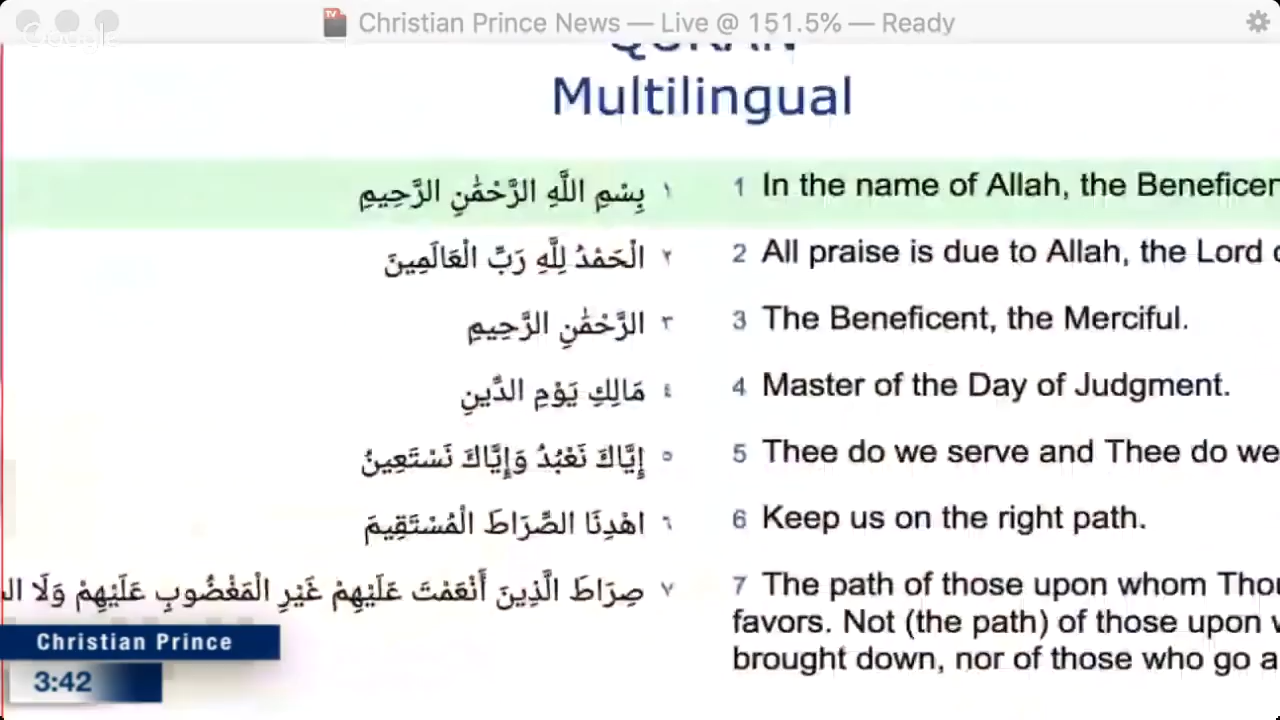 Christian Prince News — Live @ 151.5% — Ready
Google
QURAN
Multilingual
بِسْمِ اللَّهِ الرَّحْمَٰنِ الرَّحِيمِ ١
1 In the name of Allah, the Beneficen
الْحَمْدُ لِلَّهِ رَبِّ الْعَالَمِينَ ٢
2 All praise is due to Allah, the Lord
الرَّحْمَٰنِ الرَّحِيمِ ٣
3 The Beneficent, the Merciful.
مَالِكِ يَوْمِ الدِّينِ ٤
4 Master of the Day of Judgment.
إِيَّاكَ نَعْبُدُ وَإِيَّاكَ نَسْتَعِينُ ٥
5 Thee do we serve and Thee do we
اهْدِنَا الصِّرَاطَ الْمُسْتَقِيمَ ٦
6 Keep us on the right path.
صِرَاطَ الَّذِينَ أَنْعَمْتَ عَلَيْهِمْ غَيْرِ الْمَغْضُوبِ عَلَيْهِمْ وَلَا ٧
7 The path of those upon whom Tho
favors. Not (the path) of those upon
brought down, nor of those who go a
Christian Prince
3:42